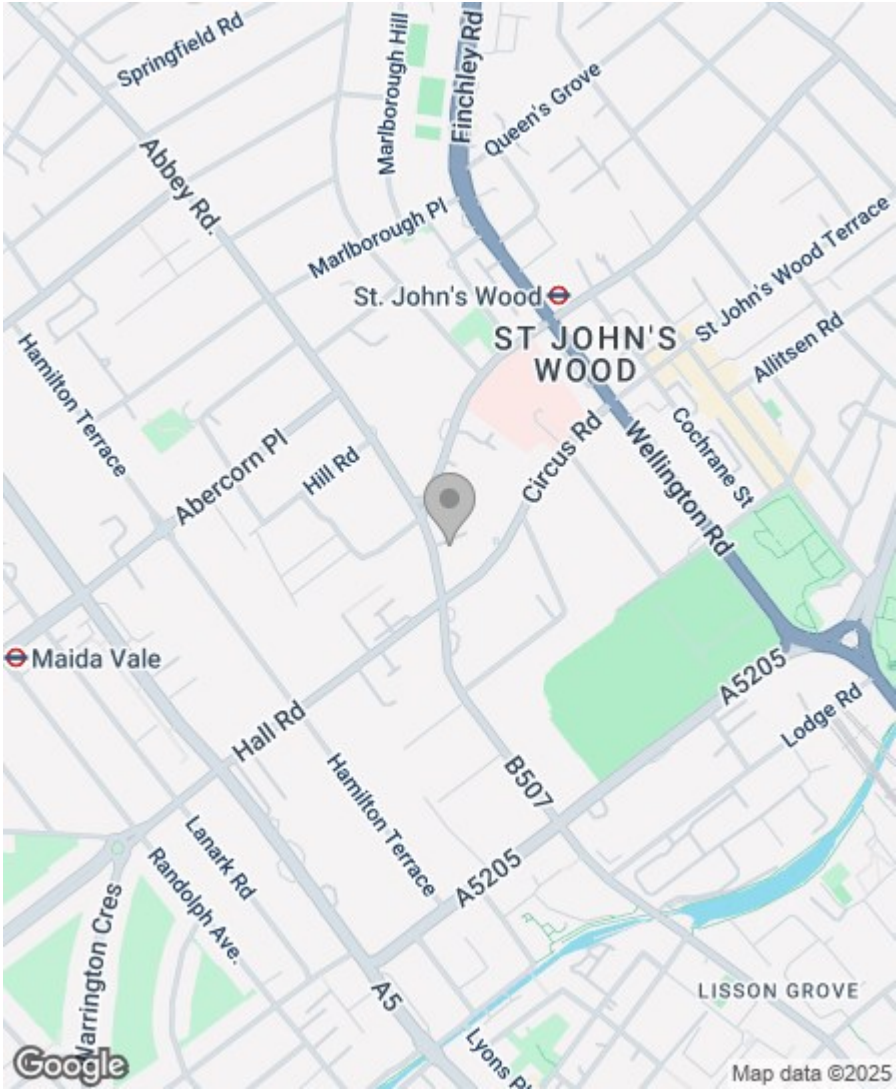 Springfield Rd
Marlborough Hill
Finchley Rd
Queen's Grove
Abbey Rd.
Marlborough Pl
St. John's Wood
ST JOHN'S
WOOD
St John's Wood Terrace
Allitsen Rd
Hamilton Terrace
Abercorn Pl
Hill Rd
Circus Rd
Cochrane St
Wellington Rd
Maida Vale
Hall Rd
A5205
Lodge Rd
B507
Hamilton Terrace
A5205
Lanark Rd
Randolph Ave.
Warrington Cres
A5
LISSON GROVE
Lyons Pl
Google
Map data ©2025